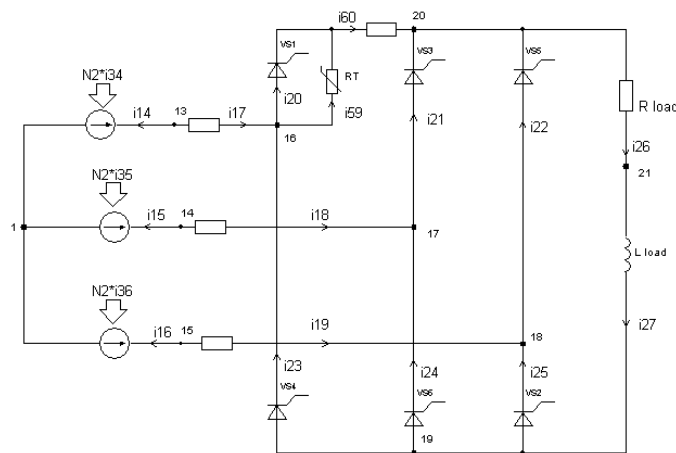 i60
20
VS1
VS3
VS5
N2*i34
RT
i20
R load
i14
13
i17
i59
16
i21
i22
i26
21
N2*i35
i15
14
i18
1
17
L load
N2*i36
i16
15
i19
18
i27
i23
i24
i25
VS4
VS6
VS2
19